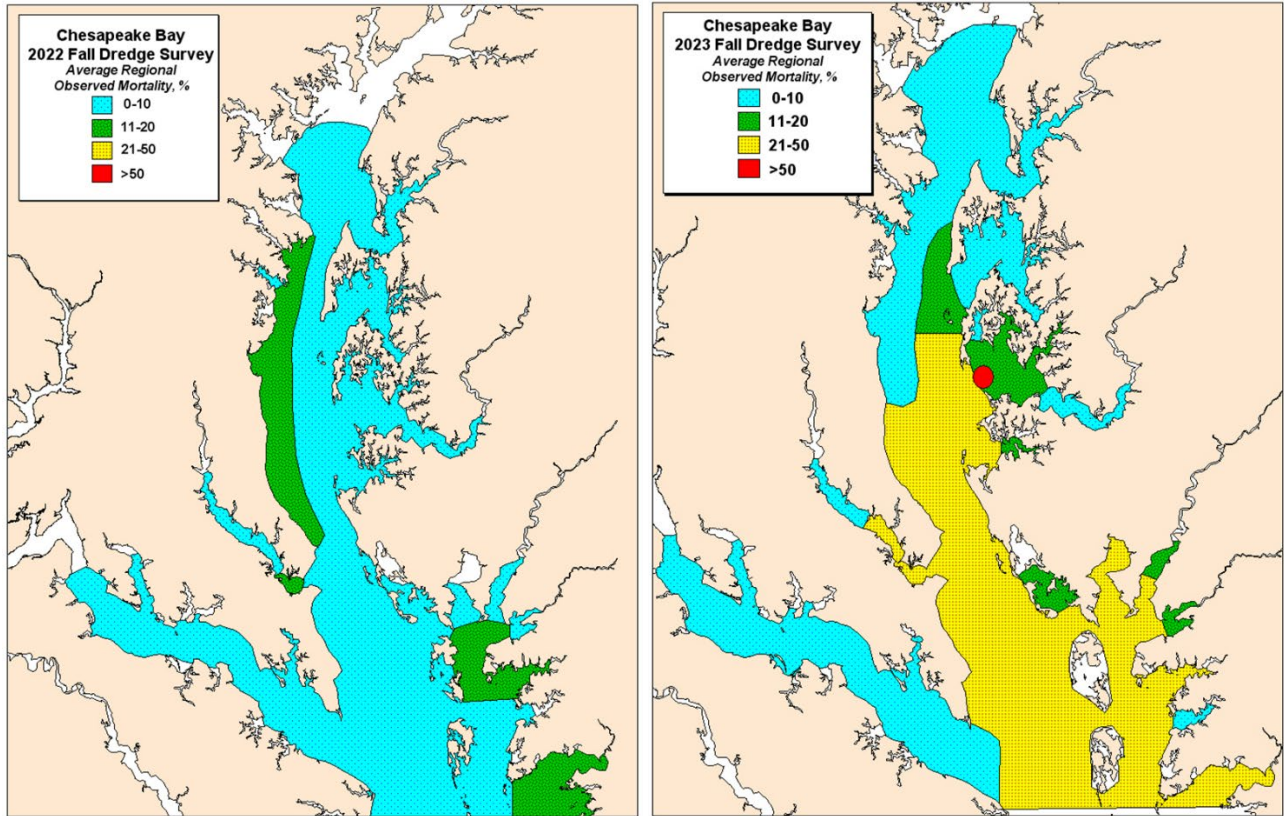 Chesapeake Bay
2022 Fall Dredge Survey
Average Regional
Observed Mortality, %
0-10
11-20
21-50
>50
Chesapeake Bay
2023 Fall Dredge Survey
Average Regional
Observed Mortality, %
0-10
11-20
21-50
>50